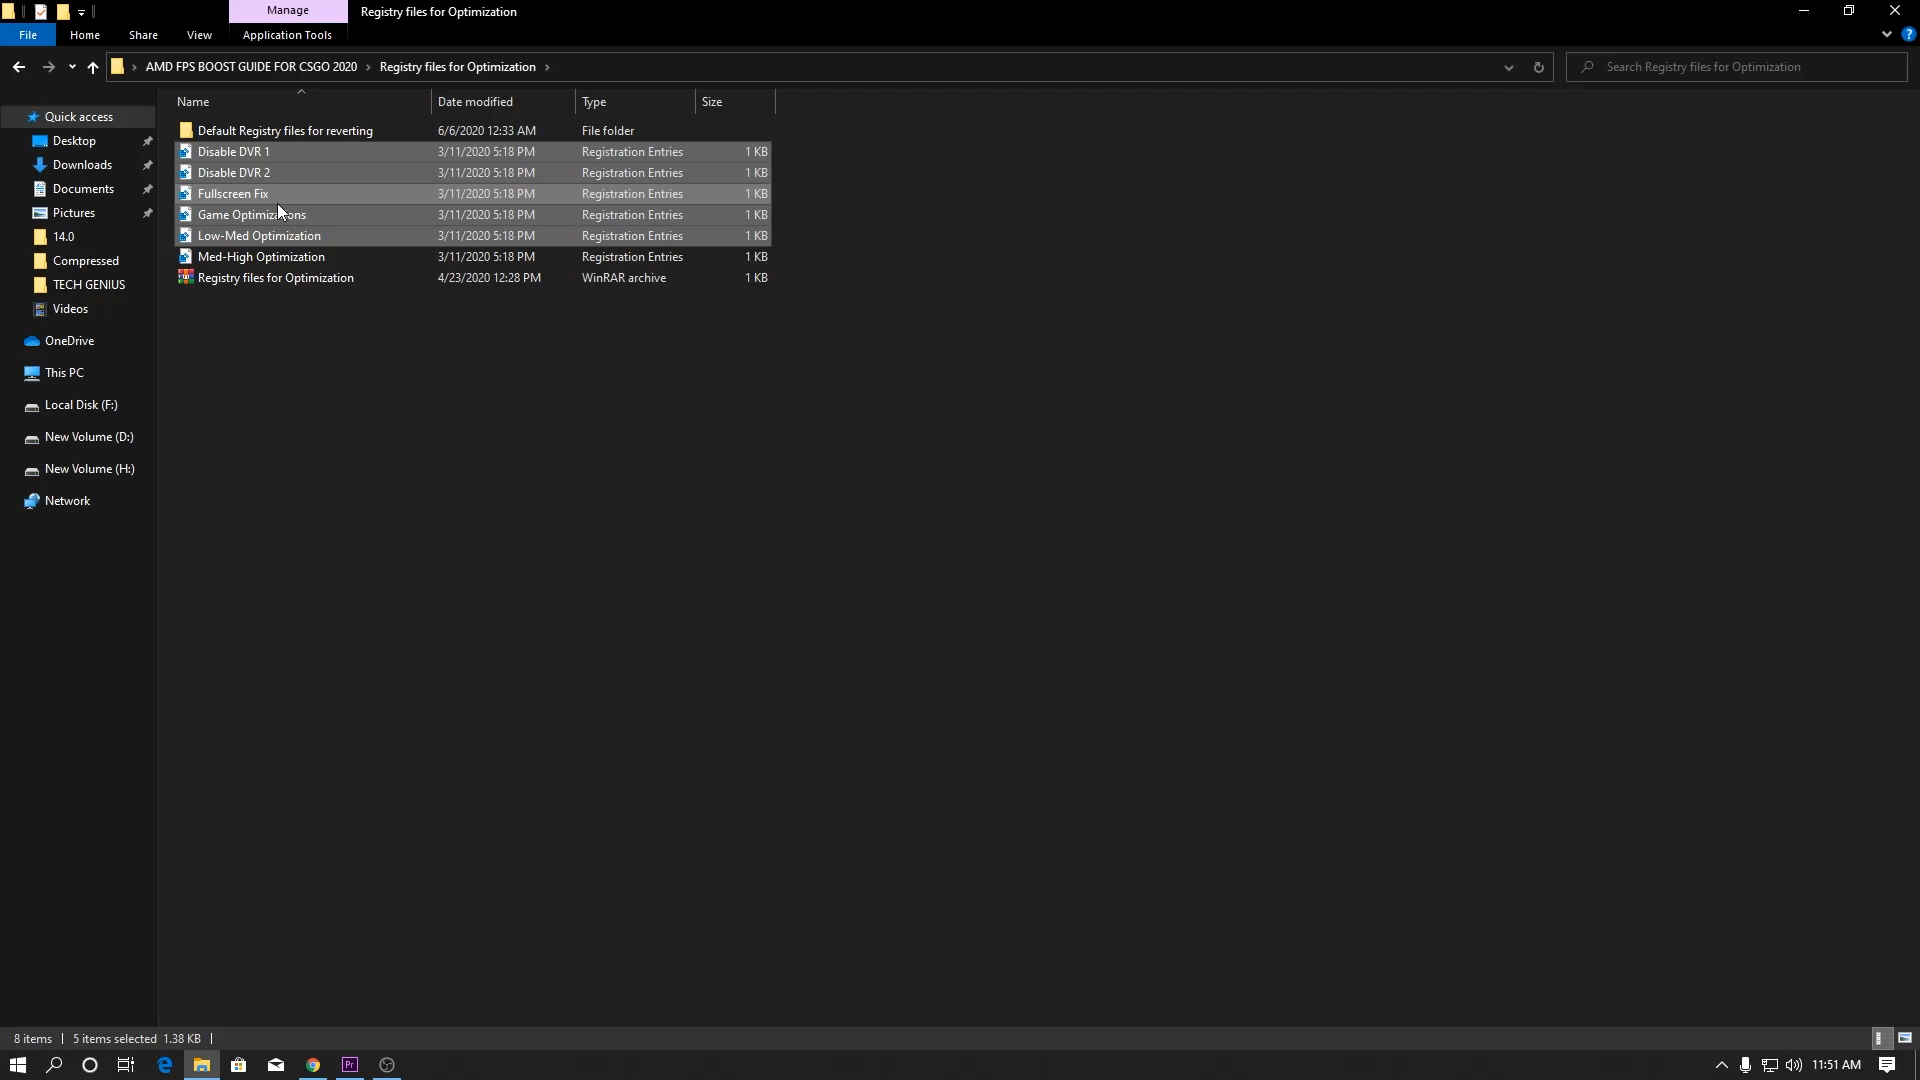 Manage
Registry files for Optimization
File
Home
Share
View
Application Tools
AMD FPS BOOST GUIDE FOR CSGO 2020
Registry files for Optimization
Search Registry files for Optimization
Name
Date modified
Type
Size
Quick access
Desktop
Downloads
Documents
Pictures
14.0
Compressed
TECH GENIUS
Videos
OneDrive
This PC
Local Disk (F:)
New Volume (D:)
New Volume (H:)
Network
Default Registry files for reverting 6/6/2020 12:33 AM File folder
Disable DVR 1 3/11/2020 5:18 PM Registration Entries 1 KB
Disable DVR 2 3/11/2020 5:18 PM Registration Entries 1 KB
Fullscreen Fix 3/11/2020 5:18 PM Registration Entries 1 KB
Game Optimizations 3/11/2020 5:18 PM Registration Entries 1 KB
Low-Med Optimization 3/11/2020 5:18 PM Registration Entries 1 KB
Med-High Optimization 3/11/2020 5:18 PM Registration Entries 1 KB
Registry files for Optimization 4/23/2020 12:28 PM WinRAR archive 1 KB
8 items
5 items selected 1.38 KB
Pr
11:51 AM